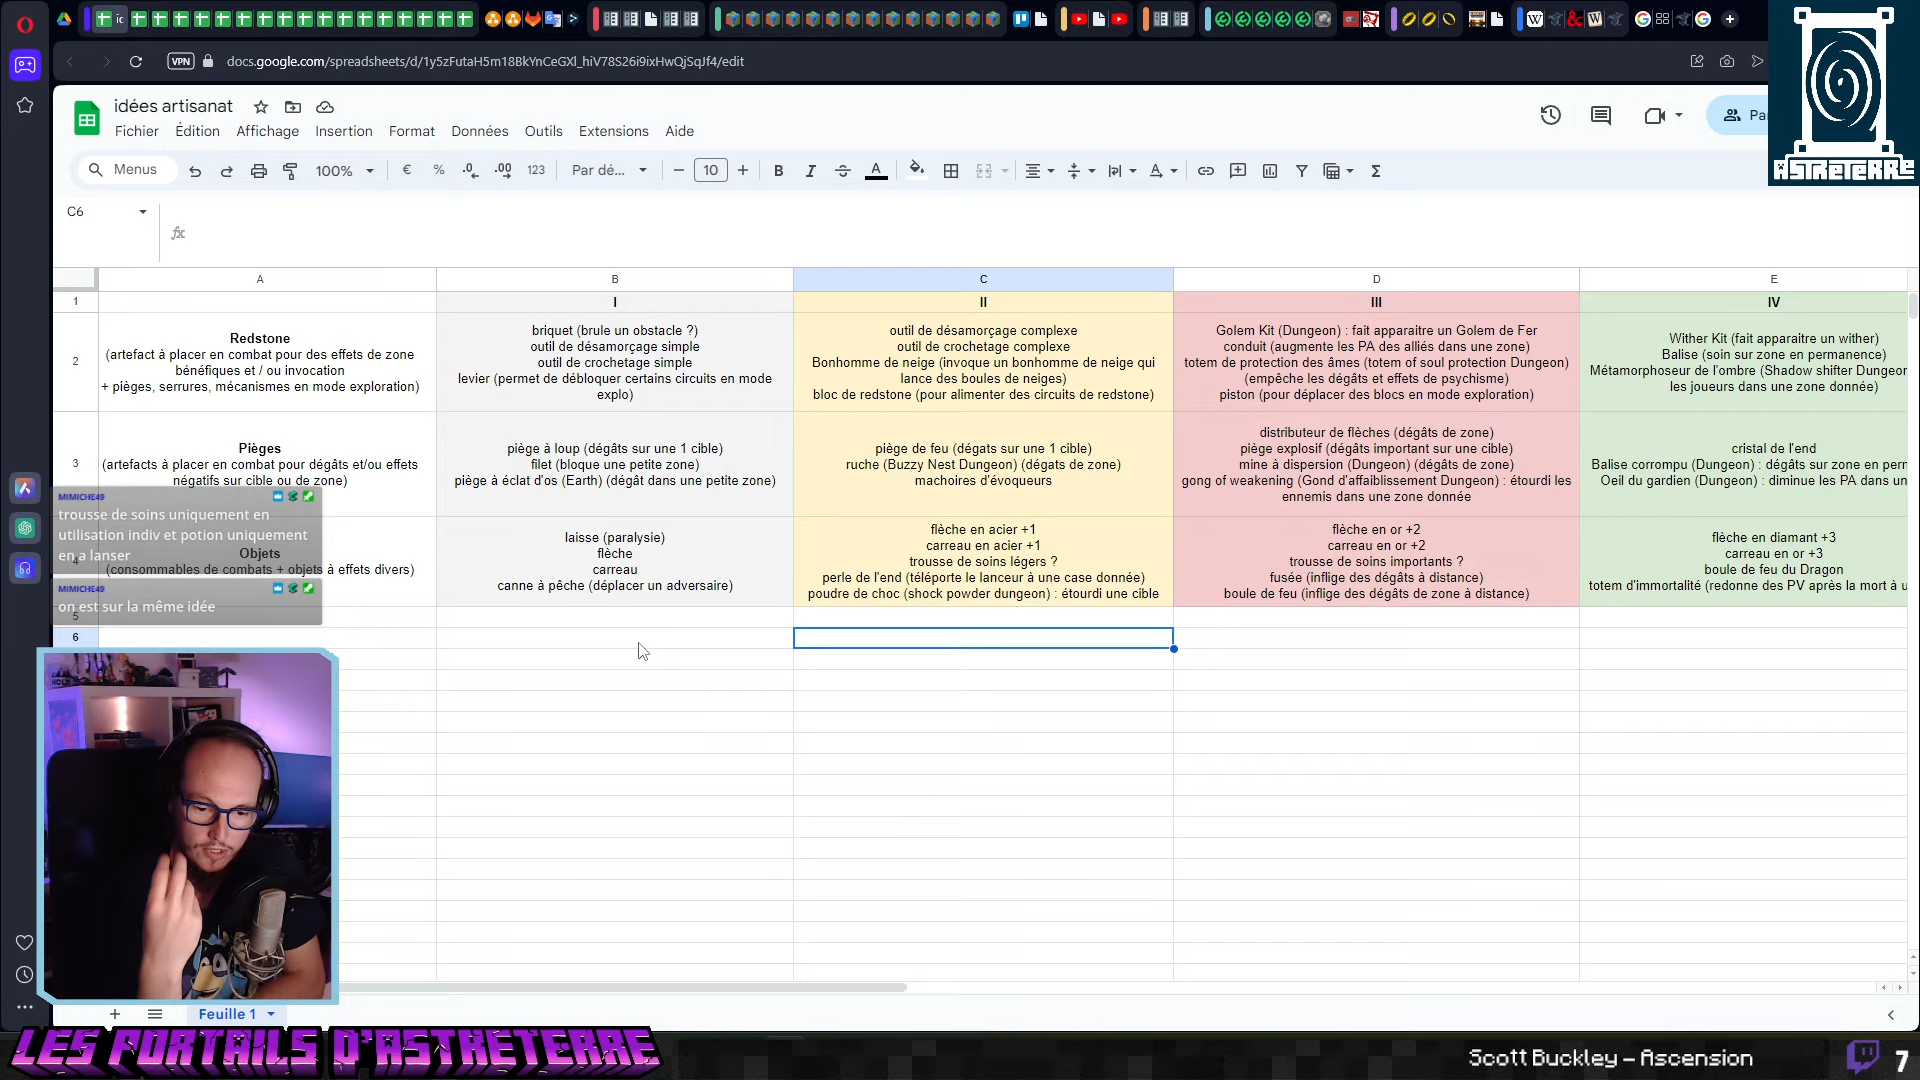 VPN
docs.google.com/spreadsheets/d/1y5zFutaH5m18BkYnCeGXl_hiV78S26i9ixHwQjSqJf4/edit
ASTRETERRE
idées artisanat
Fichier Édition Affichage Insertion Format Données Outils Extensions Aide
Menus 100% € % .0 .00 123 Par dé... 10 B I A
C6
A B C D E
1 I II III IV
2
Redstone
(artefact à placer en combat pour des effets de zone
bénéfiques et / ou invocation
+ pièges, serrures, mécanismes en mode exploration)
briquet (brule un obstacle ?)
outil de désamorçage simple
outil de crochetage simple
levier (permet de débloquer certains circuits en mode
explo)
outil de désamorçage complexe
outil de crochetage complexe
Bonhomme de neige (invoque un bonhomme de neige qui
lance des boules de neiges)
bloc de redstone (pour alimenter des circuits de redstone)
Golem Kit (Dungeon) : fait apparaitre un Golem de Fer
conduit (augmente les PA des alliés dans une zone)
totem de protection des âmes (totem of soul protection Dungeon)
(empêche les dégâts et effets de psychisme)
piston (pour déplacer des blocs en mode exploration)
Wither Kit (fait apparaitre un wither)
Balise (soin sur zone en permanence)
Métamorphoseur de l'ombre (Shadow shifter Dungeon
les joueurs dans une zone donnée)
3
Pièges
(artefacts à placer en combat pour dégâts et/ou effets
négatifs sur cible ou de zone)
piège à loup (dégâts sur une 1 cible)
filet (bloque une petite zone)
piège à éclat d'os (Earth) (dégât dans une petite zone)
piège de feu (dégats sur une 1 cible)
ruche (Buzzy Nest Dungeon) (dégats de zone)
machoires d'évoqueurs
distributeur de flèches (dégâts de zone)
piège explosif (dégâts important sur une cible)
mine à dispersion (Dungeon) (dégâts de zone)
gong of weakening (Gond d'affaiblissement Dungeon) : étourdi les
ennemis dans une zone donnée
cristal de l'end
Balise corrompu (Dungeon) : dégâts sur zone en perm
Oeil du gardien (Dungeon) : diminue les PA dans un
4
Objets
(consommables de combats + objets à effets divers)
laisse (paralysie)
flèche
carreau
canne à pêche (déplacer un adversaire)
flèche en acier +1
carreau en acier +1
trousse de soins légers ?
perle de l'end (téléporte le lanceur à une case donnée)
poudre de choc (shock powder dungeon) : étourdi une cible
flèche en or +2
carreau en or +2
trousse de soins importants ?
fusée (inflige des dégâts à distance)
boule de feu (inflige des dégâts de zone à distance)
flèche en diamant +3
carreau en or +3
boule de feu du Dragon
totem d'immortalité (redonne des PV après la mort à u
5
6
MIMICHE49
trousse de soins uniquement en
utilisation indiv et potion uniquement
en a lanser
MIMICHE49
on est sur la même idée
Feuille 1
LES PORTAILS D'ASTRETERRE
Scott Buckley – Ascension
7